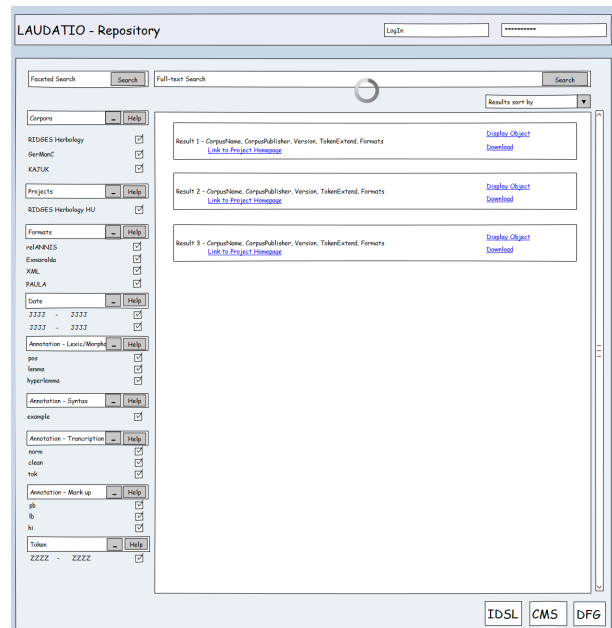 LAUDATIO - Repository
LogIn
**********
Faceted Search
Search
Full-text Search
Search
Results sort by
Corpora
Help
RIDGES Herbology
GerManC
KAJUK
Projects
Help
RIDGES Herbology HU
Formats
Help
relANNIS
Exmaralda
XML
PAULA
Date
Help
JJJJ - JJJJ
JJJJ - JJJJ
Annotation - Lexic/Morpho
Help
pos
lemma
hyperlemma
Annotation - Syntax
Help
example
Annotation - Trancription
Help
norm
clean
tok
Annotation - Mark up
Help
pb
lb
hi
Token
Help
ZZZZ - ZZZZ
Result 1 - CorpusName, CorpusPublisher, Version, TokenExtend, Formats
Link to Project Homepage
Display Object
Download
Result 2 - CorpusName, CorpusPublisher, Version, TokenExtend, Formats
Link to Project Homepage
Display Object
Download
Result 3 - CorpusName, CorpusPublisher, Version, TokenExtend, Formats
Link to Project Homepage
Display Object
Download
IDSL
CMS
DFG